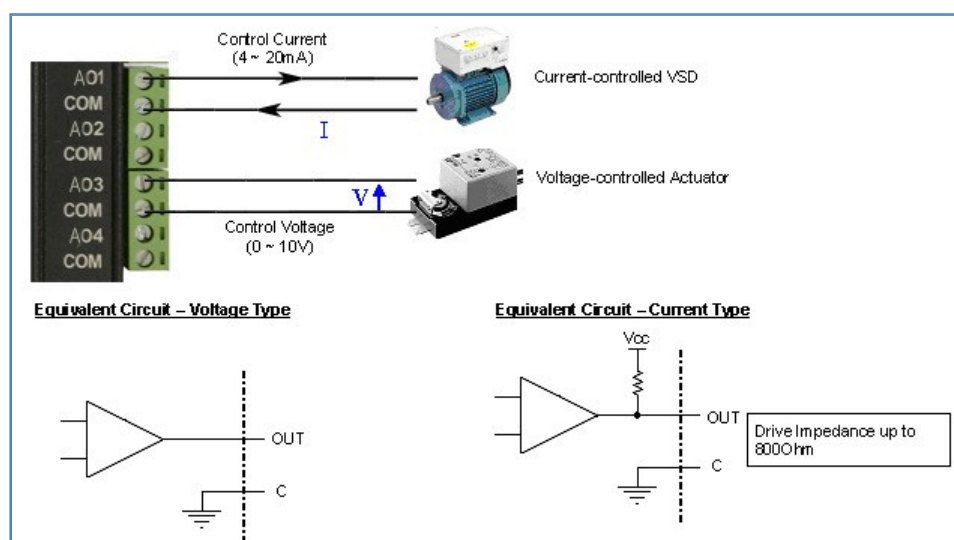 Control Current
(4 ~ 20mA)
AO1
COM
AO2
COM
AO3
COM
AO4
COM
Current-controlled VSD
I
Voltage-controlled Actuator
V
Control Voltage
(0 ~ 10V)
Equivalent Circuit – Voltage Type
Equivalent Circuit – Current Type
Vcc
OUT
C
OUT
C
Drive Impedance up to
800Ohm